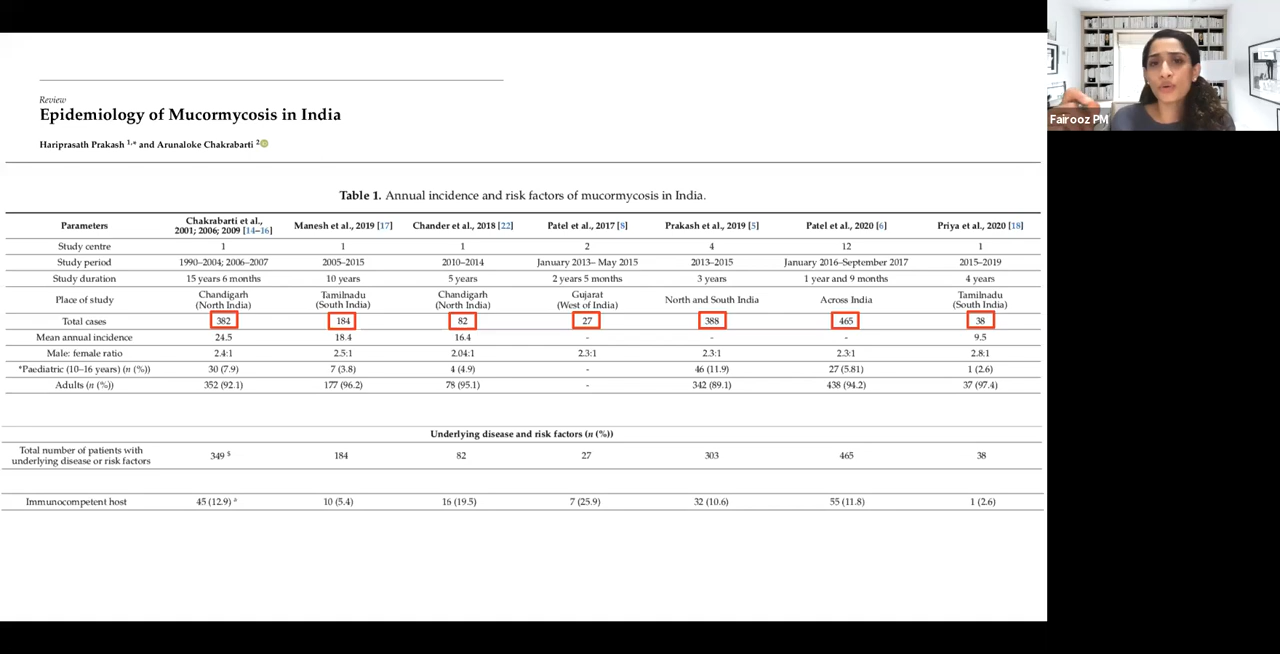 Review
Epidemiology of Mucormycosis in India
Hariprasath Prakash 1,* and Arunaloke Chakrabarti 2
Fairooz PM
Table 1. Annual incidence and risk factors of mucormycosis in India.
Parameters Chakrabarti et al., 2001; 2006; 2009 [14–16] Manesh et al., 2019 [17] Chander et al., 2018 [22] Patel et al., 2017 [8] Prakash et al., 2019 [5] Patel et al., 2020 [6] Priya et al., 2020 [18]
Study centre 1 1 1 2 4 12 1
Study period 1990–2004; 2006–2007 2005–2015 2010–2014 January 2013– May 2015 2013–2015 January 2016–September 2017 2015–2019
Study duration 15 years 6 months 10 years 5 years 2 years 5 months 3 years 1 year and 9 months 4 years
Place of study Chandigarh (North India) Tamilnadu (South India) Chandigarh (North India) Gujarat (West of India) North and South India Across India Tamilnadu (South India)
Total cases 382 184 82 27 388 465 38
Mean annual incidence 24.5 18.4 16.4 - - - 9.5
Male: female ratio 2.4:1 2.5:1 2.04:1 2.3:1 2.3:1 2.3:1 2.8:1
*Paediatric (10–16 years) (n (%)) 30 (7.9) 7 (3.8) 4 (4.9) - 46 (11.9) 27 (5.81) 1 (2.6)
Adults (n (%)) 352 (92.1) 177 (96.2) 78 (95.1) - 342 (89.1) 438 (94.2) 37 (97.4)
Underlying disease and risk factors (n (%))
Total number of patients with underlying disease or risk factors 349 $ 184 82 27 303 465 38
Immunocompetent host 45 (12.9) a 10 (5.4) 16 (19.5) 7 (25.9) 32 (10.6) 55 (11.8) 1 (2.6)